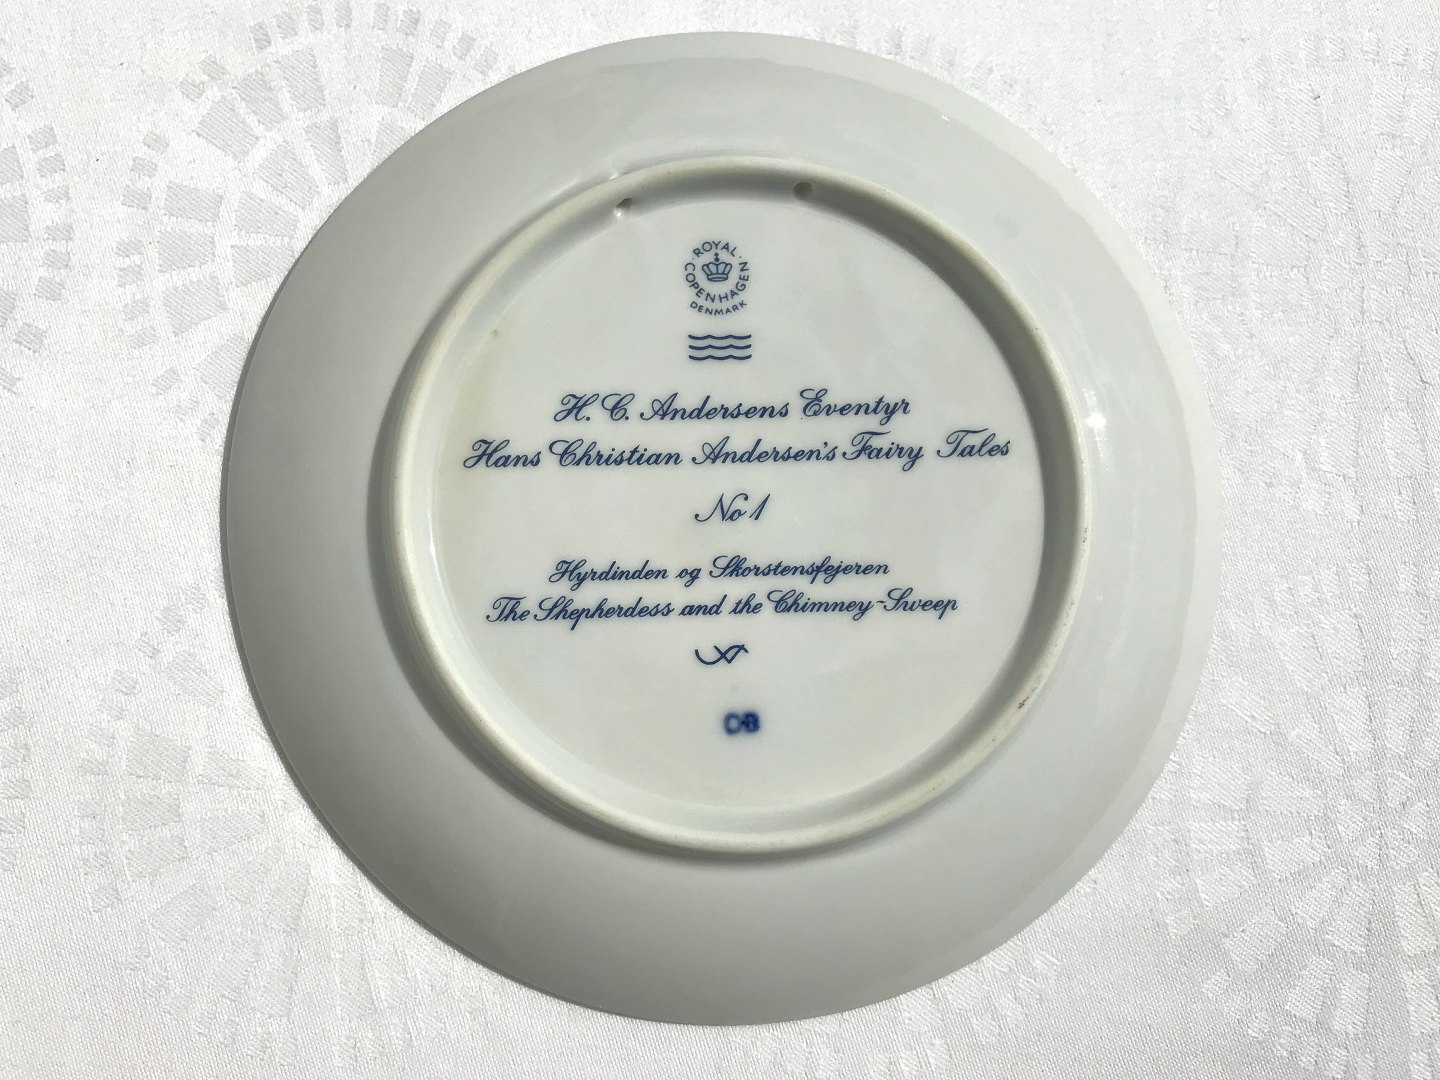 ROYAL COPENHAGEN
DENMARK
H. C. Andersens Eventyr
Hans Christian Andersen's Fairy Tales
No 1
Hyrdinden og Skorstensfejeren
The Shepherdess and the Chimney-Sweep